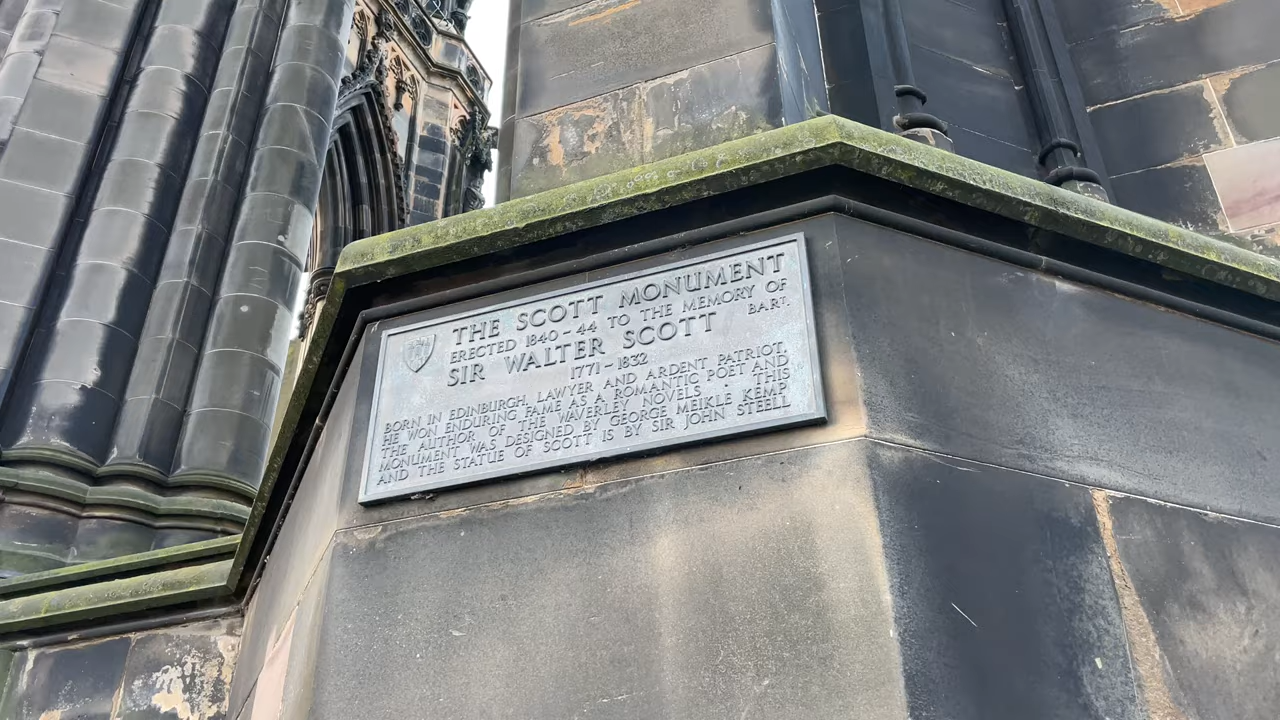 THE SCOTT MONUMENT
ERECTED 1840-44 TO THE MEMORY OF
SIR WALTER SCOTT BART.
1771-1832
BORN IN EDINBURGH, LAWYER AND ARDENT PATRIOT,
HE WON ENDURING FAME AS A ROMANTIC POET AND
THE AUTHOR OF THE WAVERLEY NOVELS . THIS
MONUMENT WAS DESIGNED BY GEORGE MEIKLE KEMP
AND THE STATUE OF SCOTT IS BY SIR JOHN STEELL